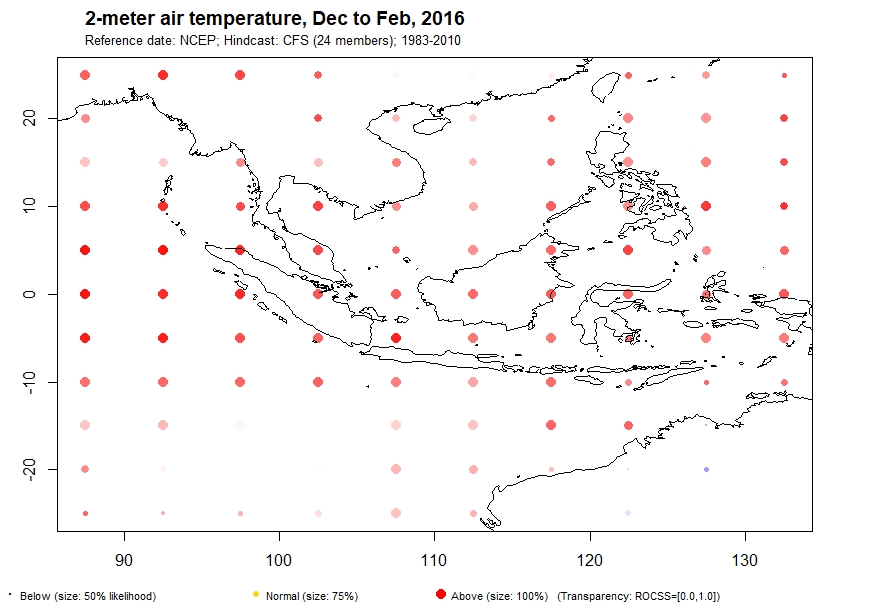 2-meter air temperature, Dec to Feb, 2016
Reference date: NCEP; Hindcast: CFS (24 members); 1983-2010
20
10
0
-10
-20
90 100 110 120 130
Below (size: 50% likelihood) Normal (size: 75%) Above (size: 100%) (Transparency: ROCSS=[0.0,1.0])